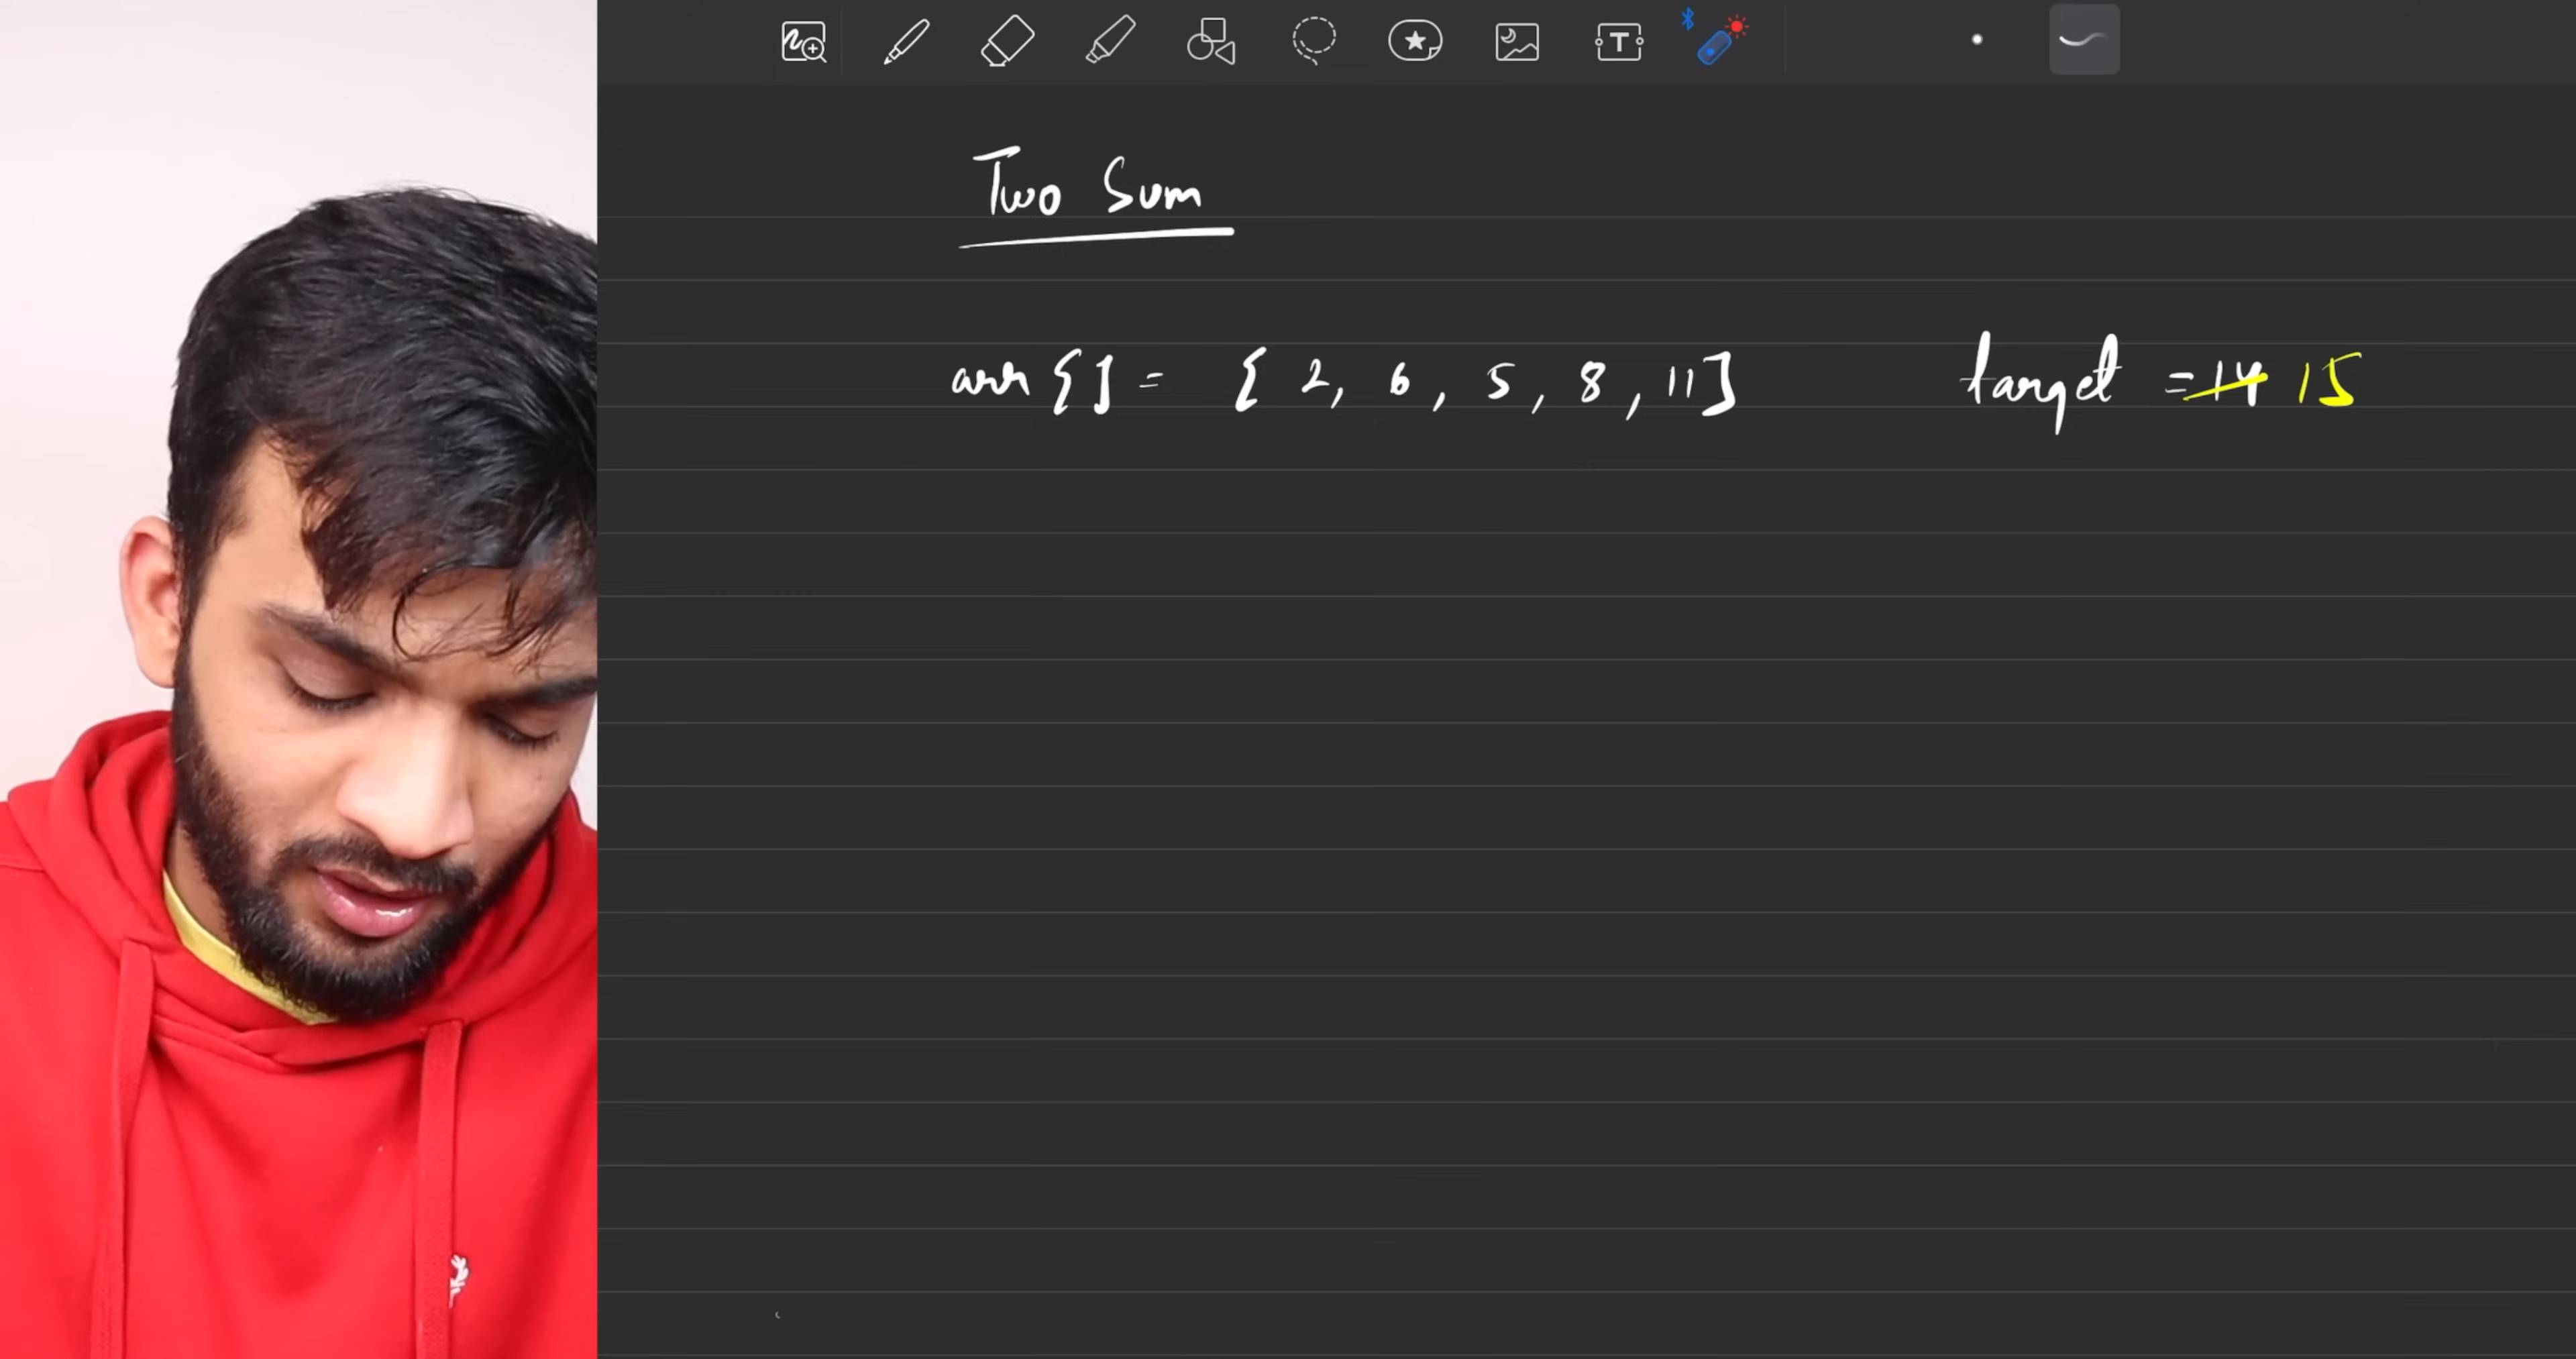 Two Sum
arr {] = [ 2, 6, 5, 8, 11] target = 14 15